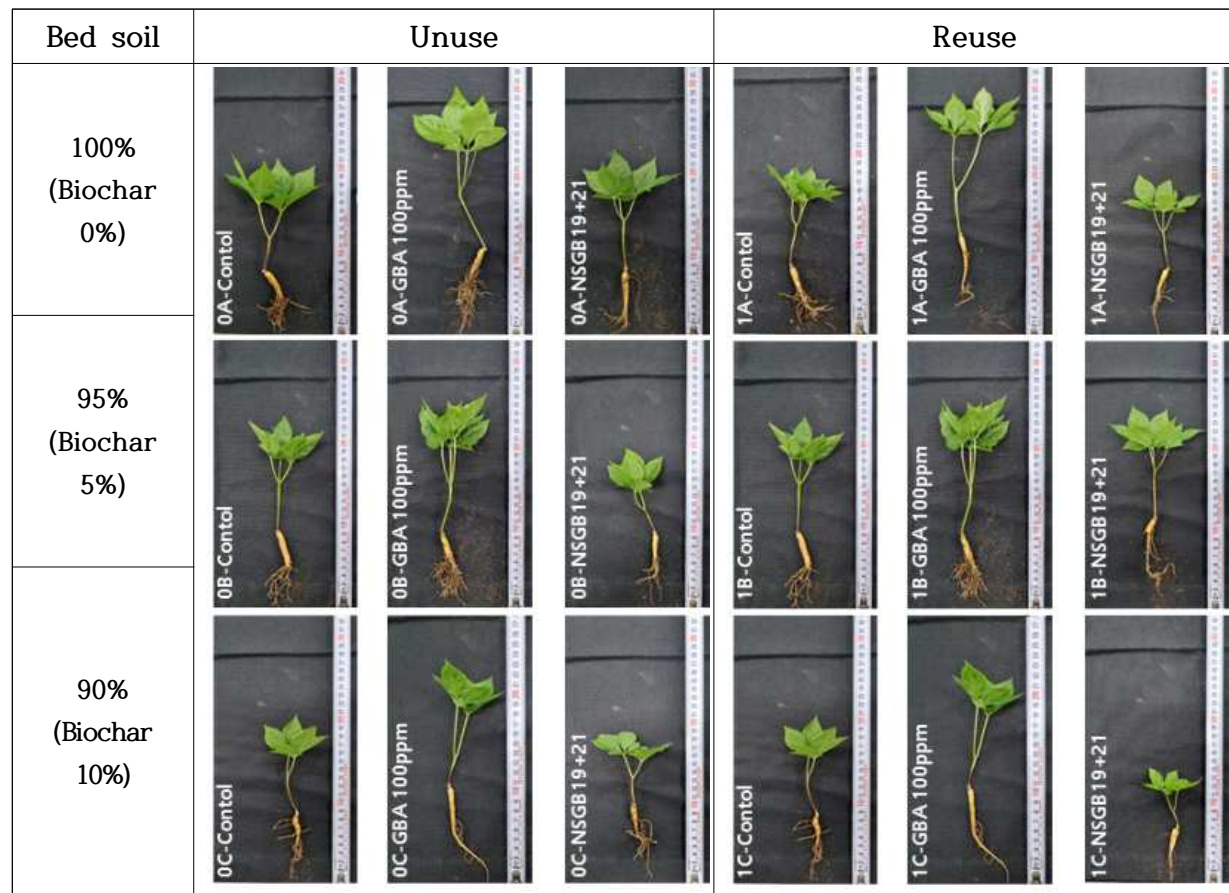 Bed soil
Unuse
Reuse
100%
(Biochar
0%)
0A-Contol
0A-GBA 100ppm
0A-NSGB19+21
1A-Contol
1A-GBA 100ppm
1A-NSGB19+21
95%
(Biochar
5%)
0B-Contol
0B-GBA 100ppm
0B-NSGB19+21
1B-Contol
1B-GBA 100ppm
1B-NSGB19+21
90%
(Biochar
10%)
0C-Contol
0C-GBA 100ppm
0C-NSGB19+21
1C-Contol
1C-GBA 100ppm
1C-NSGB19+21